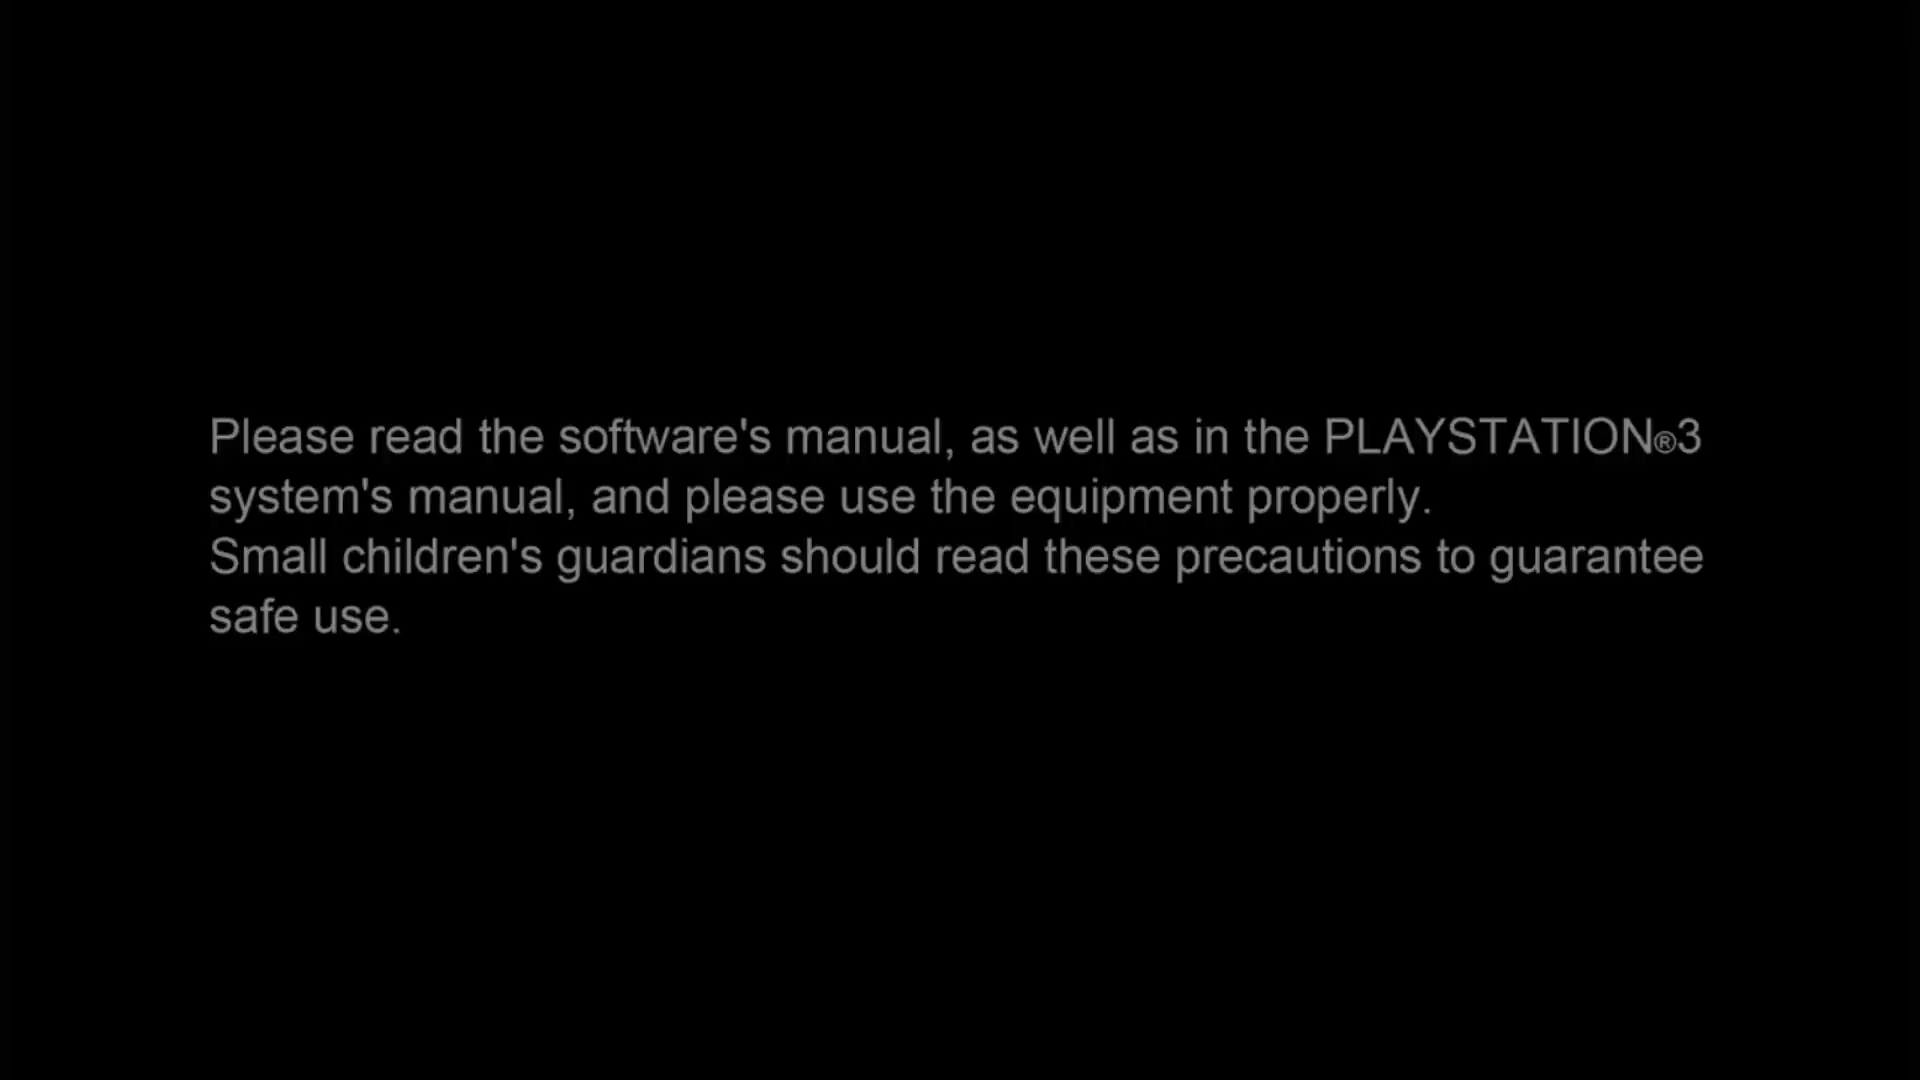 Please read the software's manual, as well as in the PLAYSTATION®3
system's manual, and please use the equipment properly.
Small children's guardians should read these precautions to guarantee
safe use.